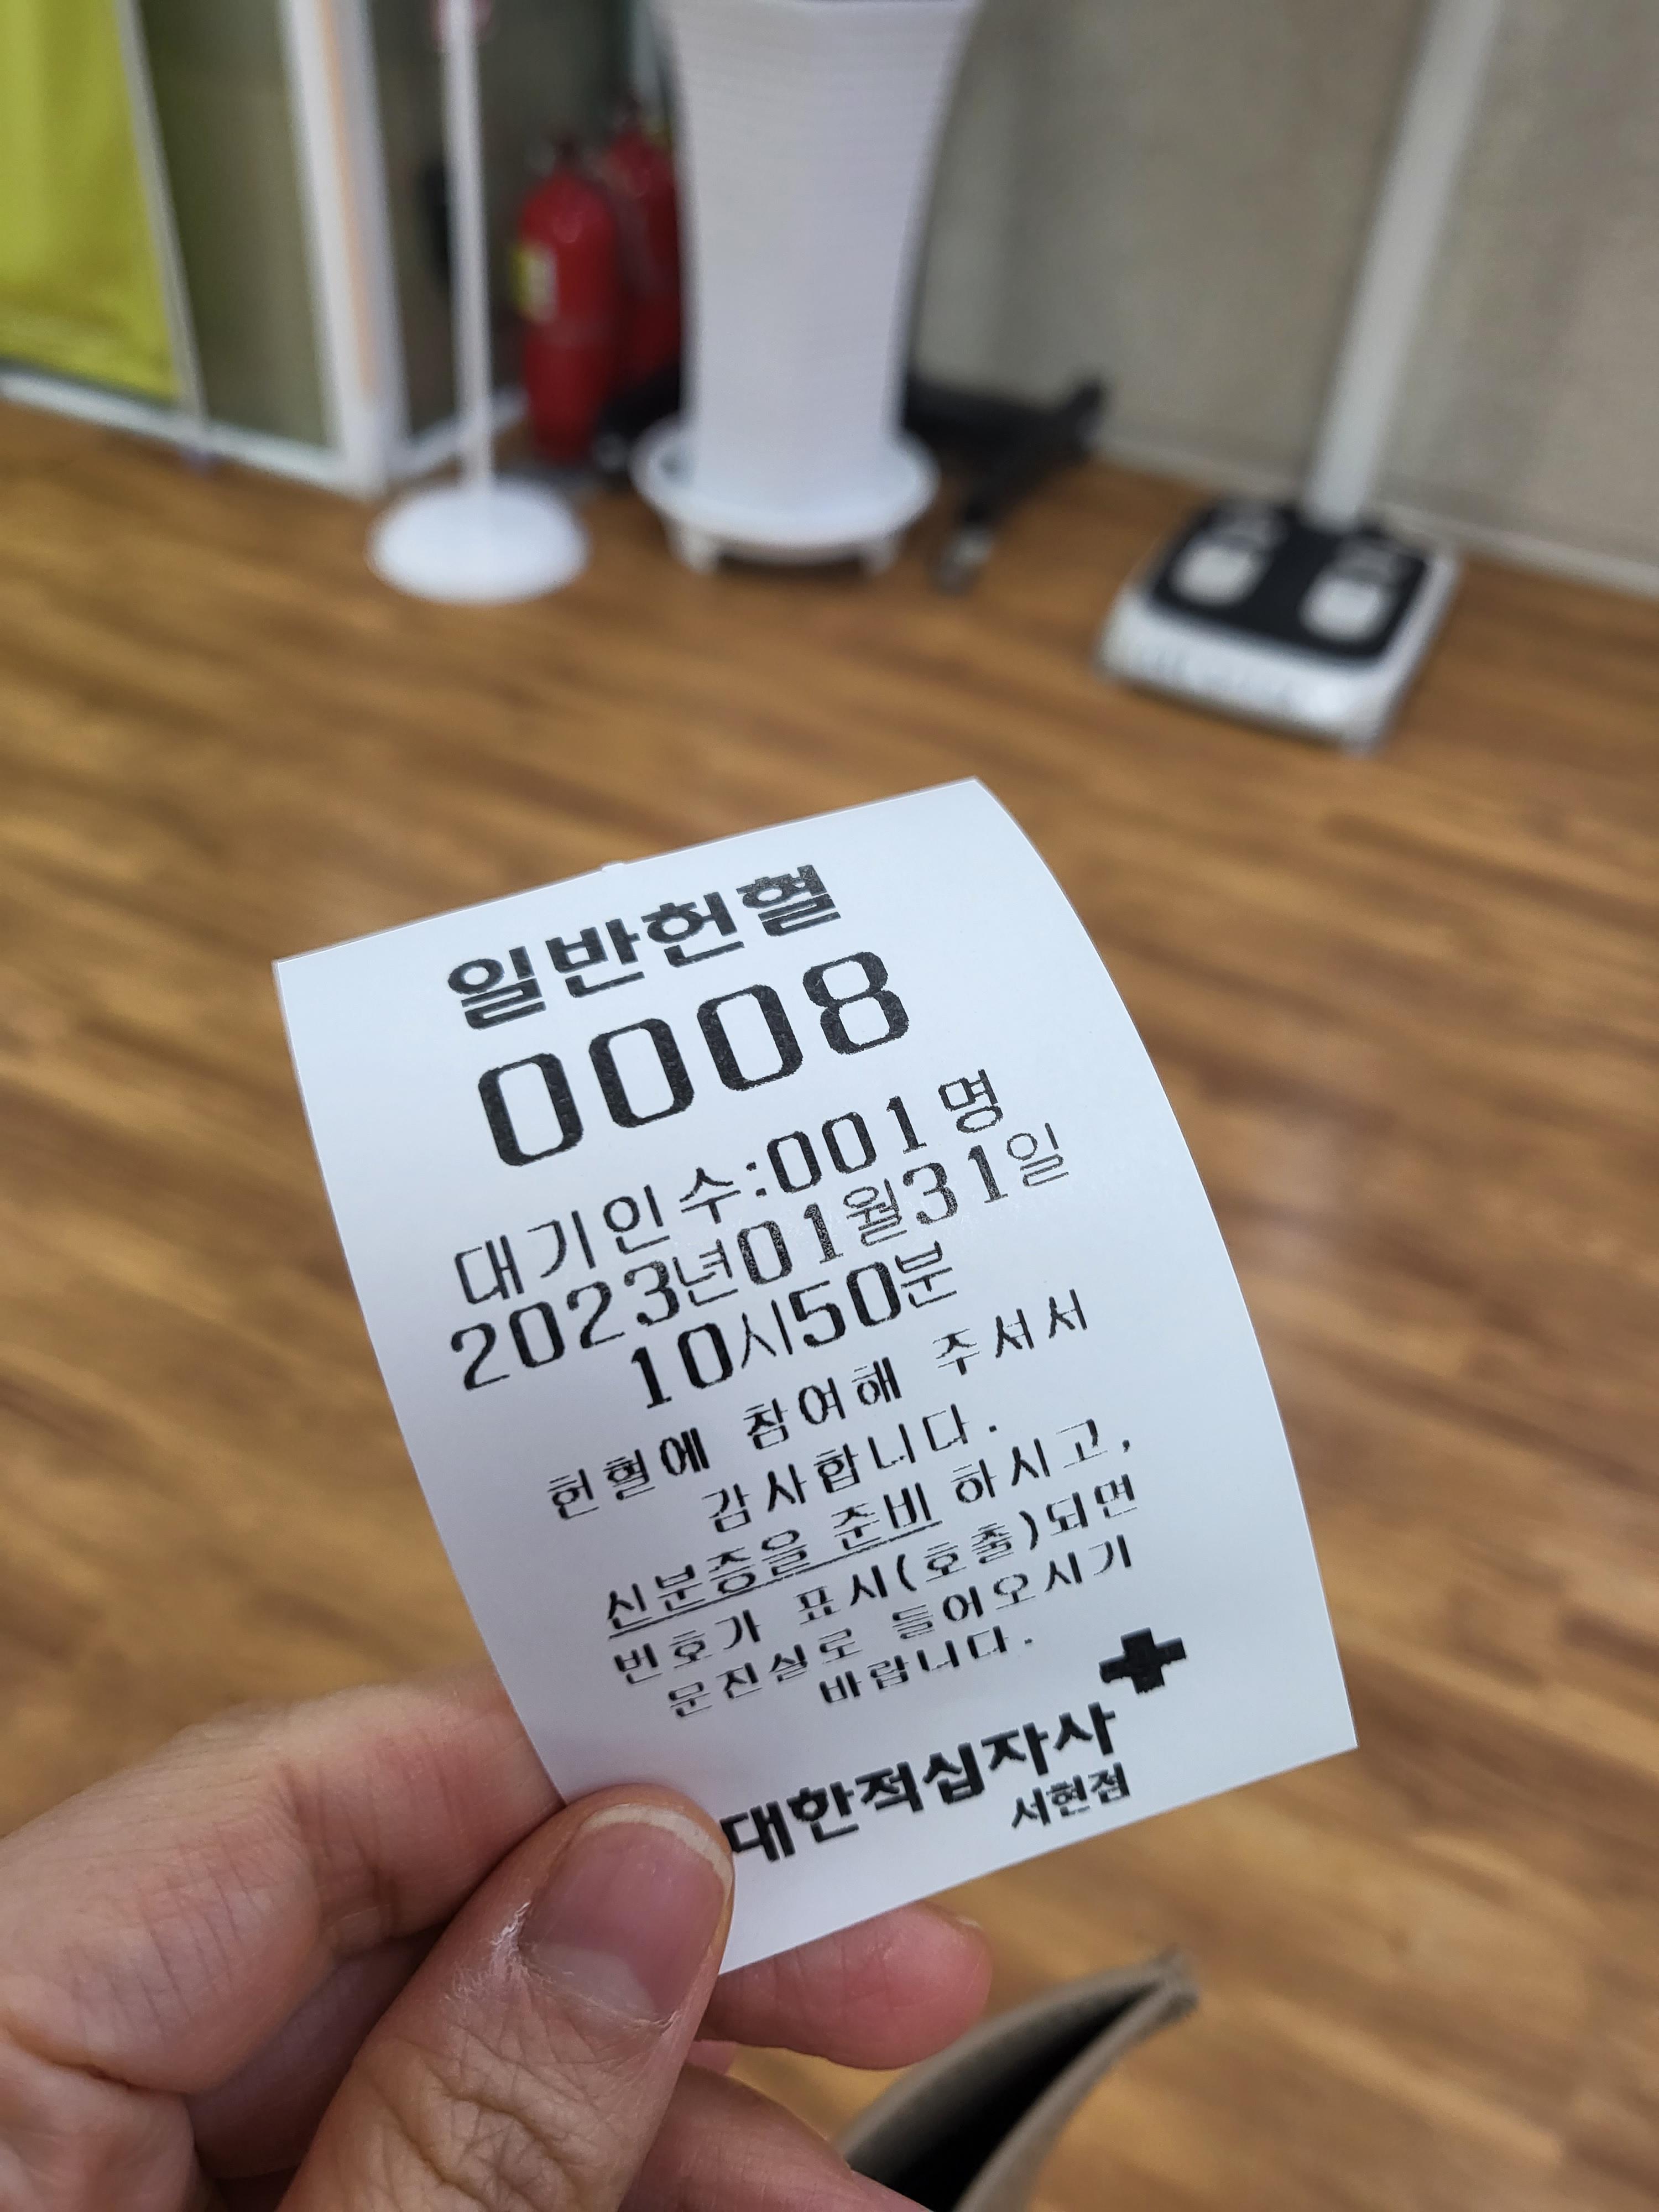 일반헌혈
0008
대기인수:001명
2023년01월31일
10시50분
헌혈에 참여해 주셔서
감사합니다.
신분증을 준비 하시고,
번호가 표시(호출)되면
문진실로 들어오시기
바랍니다.
대한적십자사
서현점